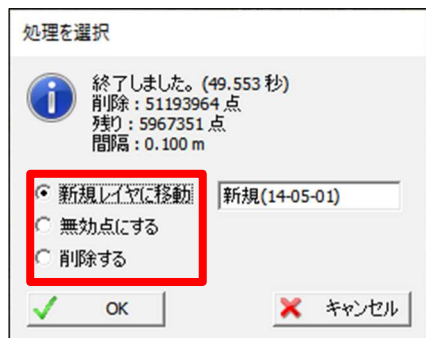 処理を選択
終了しました。(49.553 秒)
削除 : 51193964 点
残り : 5967351 点
間隔 : 0.100 m
新規レイヤに移動
新規(14-05-01)
無効点にする
削除する
OK
キャンセル